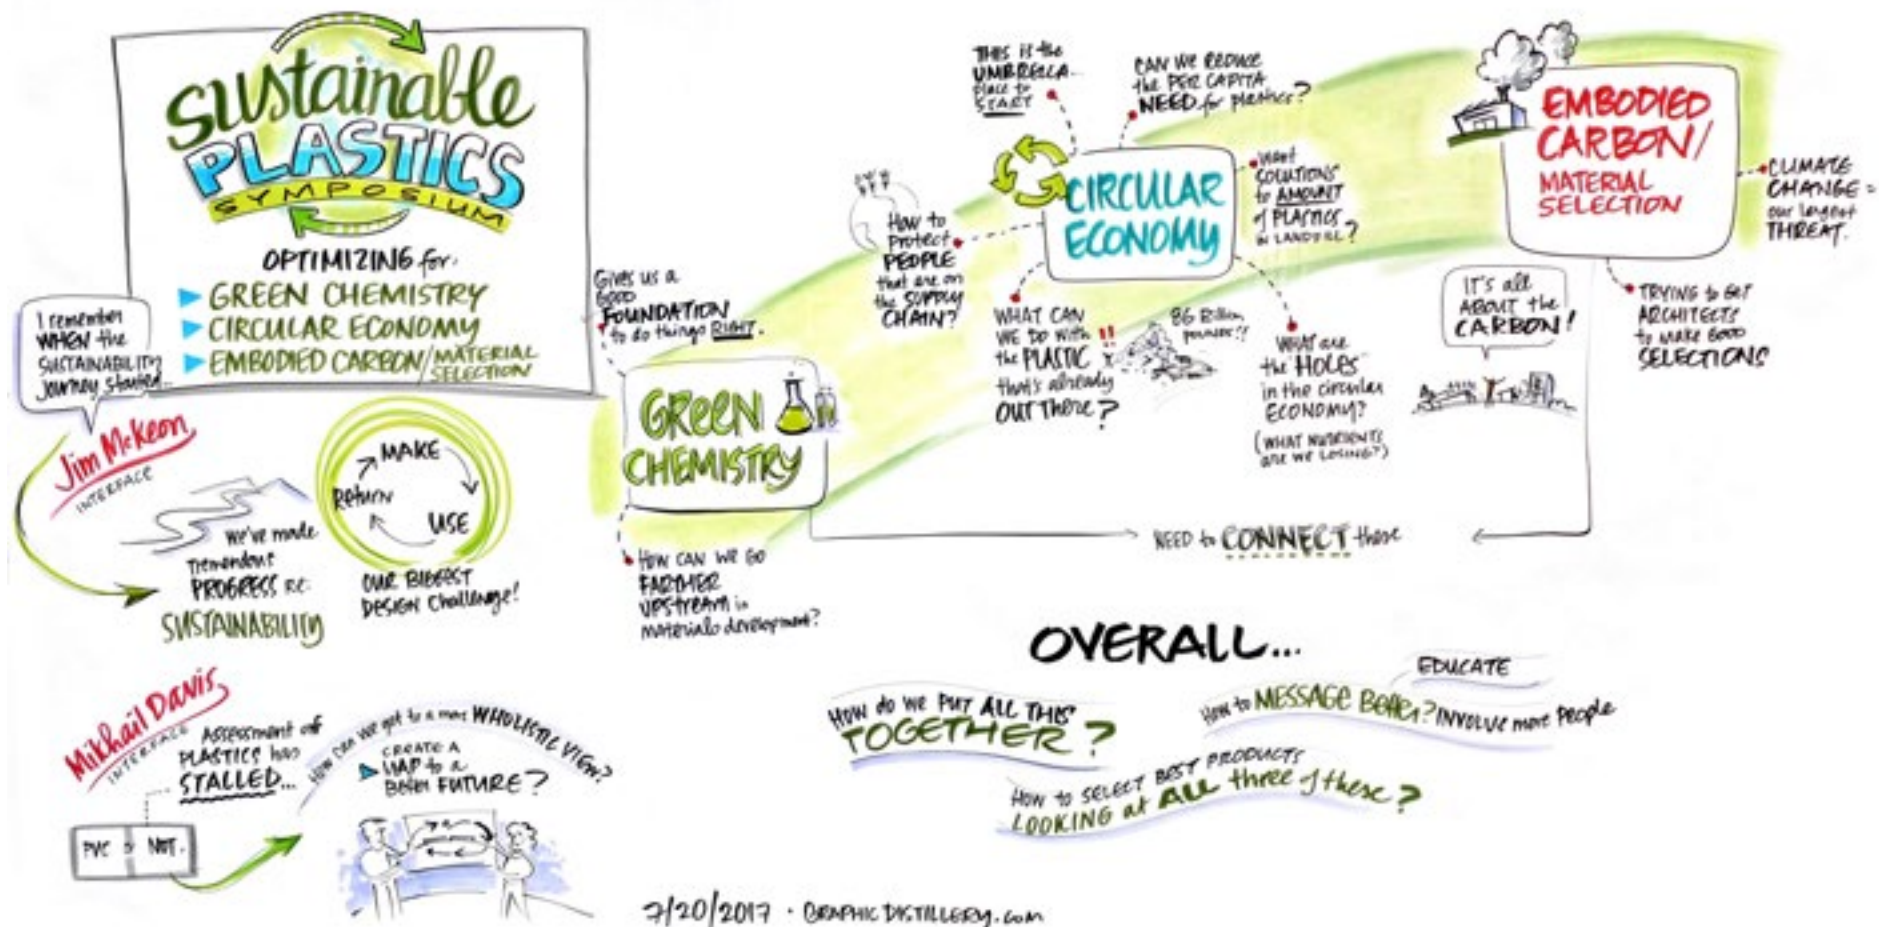 Sustainable
PLASTICS
SYMPOSIUM
OPTIMIZING for:
GREEN CHEMISTRY
CIRCULAR ECONOMY
EMBODIED CARBON/MATERIAL
SELECTION
I remember
WHEN the
SUSTAINABILITY
Journey started...
Jim McKeon
INTERFACE
we've made
tremendous
PROGRESS re:
SUSTAINABILITY
MAKE
USE
Return
OUR BIGGEST
DESIGN challenge!
Mikhail Davis
INTERFACE
Assessment of
PLASTICS has
STALLED...
PVC or NOT.
How can we get to a more WHOLISTIC VIEW?
CREATE A
MAP to a
Better FUTURE?
Gives us a
GOOD
FOUNDATION
to do things RIGHT.
GREEN
CHEMISTRY
HOW CAN WE GO
FARTHER
UPSTREAM in
materials development?
THIS is the
UMBRELLA
place to
START
CAN WE REDUCE
the PER CAPITA
NEED for plastics?
CIRCULAR
ECONOMY
Want
SOLUTIONS
to AMOUNT
of PLASTICS
in LANDFILL?
How to
Protect
PEOPLE
that are on
the SUPPLY
CHAIN?
WHAT CAN
WE DO WITH
the PLASTIC
that's already
OUT There?
!!
86 Billion
pounds!!
WHAT are
the HOLES
in the circular
ECONOMY?
(WHAT NUTRIENTS
are we LOSING?)
EMBODIED
CARBON/
MATERIAL
SELECTION
CLIMATE
CHANGE =
our largest
THREAT.
IT'S all
ABOUT the
CARBON!
TRYING to GET
ARCHITECTS
to make GOOD
SELECTIONS
NEED to CONNECT these
OVERALL...
HOW do we PUT ALL THIS
TOGETHER?
EDUCATE
How to MESSAGE Better? INVOLVE more People
HOW to SELECT BEST PRODUCTS
LOOKING at ALL three of these?
7/20/2017 · GRAPHICDISTILLERY.com